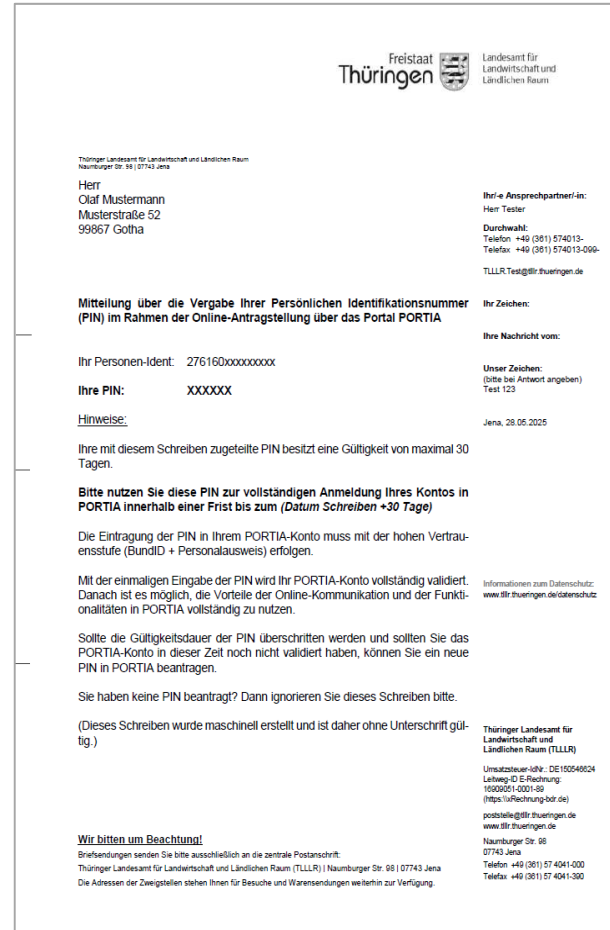 Freistaat
Thüringen
Landesamt für
Landwirtschaft und
Ländlichen Raum
Thüringer Landesamt für Landwirtschaft und Ländlichen Raum
Naumburger Str. 98 | 07743 Jena
Herr
Olaf Mustermann
Musterstraße 52
99867 Gotha
Ihr/-e Ansprechpartner/-in:
Herr Tester
Durchwahl:
Telefon +49 (361) 574013-
Telefax +49 (361) 574013-099-
TLLLR.Test@tlllr.thueringen.de
Mitteilung über die Vergabe Ihrer Persönlichen Identifikationsnummer
(PIN) im Rahmen der Online-Antragstellung über das Portal PORTIA
Ihr Zeichen:
Ihre Nachricht vom:
Unser Zeichen:
(bitte bei Antwort angeben)
Test 123
Jena, 28.05.2025
Ihr Personen-Ident: 276160xxxxxxxxx
Ihre PIN: XXXXXX
Hinweise:
Ihre mit diesem Schreiben zugeteilte PIN besitzt eine Gültigkeit von maximal 30
Tagen.
Bitte nutzen Sie diese PIN zur vollständigen Anmeldung Ihres Kontos in
PORTIA innerhalb einer Frist bis zum (Datum Schreiben +30 Tage)
Die Eintragung der PIN in Ihrem PORTIA-Konto muss mit der hohen Vertrau-
ensstufe (BundID + Personalausweis) erfolgen.
Mit der einmaligen Eingabe der PIN wird Ihr PORTIA-Konto vollständig validiert.
Danach ist es möglich, die Vorteile der Online-Kommunikation und der Funkti-
onalitäten in PORTIA vollständig zu nutzen.
Informationen zum Datenschutz:
www.tlllr.thueringen.de/datenschutz
Sollte die Gültigkeitsdauer der PIN überschritten werden und sollten Sie das
PORTIA-Konto in dieser Zeit noch nicht validiert haben, können Sie ein neue
PIN in PORTIA beantragen.
Sie haben keine PIN beantragt? Dann ignorieren Sie dieses Schreiben bitte.
(Dieses Schreiben wurde maschinell erstellt und ist daher ohne Unterschrift gül-
tig.)
Thüringer Landesamt für
Landwirtschaft und
Ländlichen Raum (TLLLR)
Umsatzsteuer-IdNr.: DE150546624
Leitweg-ID E-Rechnung:
16909051-0001-89
(https://xRechnung-bdr.de)
poststelle@tlllr.thueringen.de
www.tlllr.thueringen.de
Naumburger Str. 98
07743 Jena
Telefon +49 (361) 57 4041-000
Telefax +49 (361) 57 4041-390
Wir bitten um Beachtung!
Briefsendungen senden Sie bitte ausschließlich an die zentrale Postanschrift:
Thüringer Landesamt für Landwirtschaft und Ländlichen Raum (TLLLR) | Naumburger Str. 98 | 07743 Jena
Die Adressen der Zweigstellen stehen Ihnen für Besuche und Warensendungen weiterhin zur Verfügung.